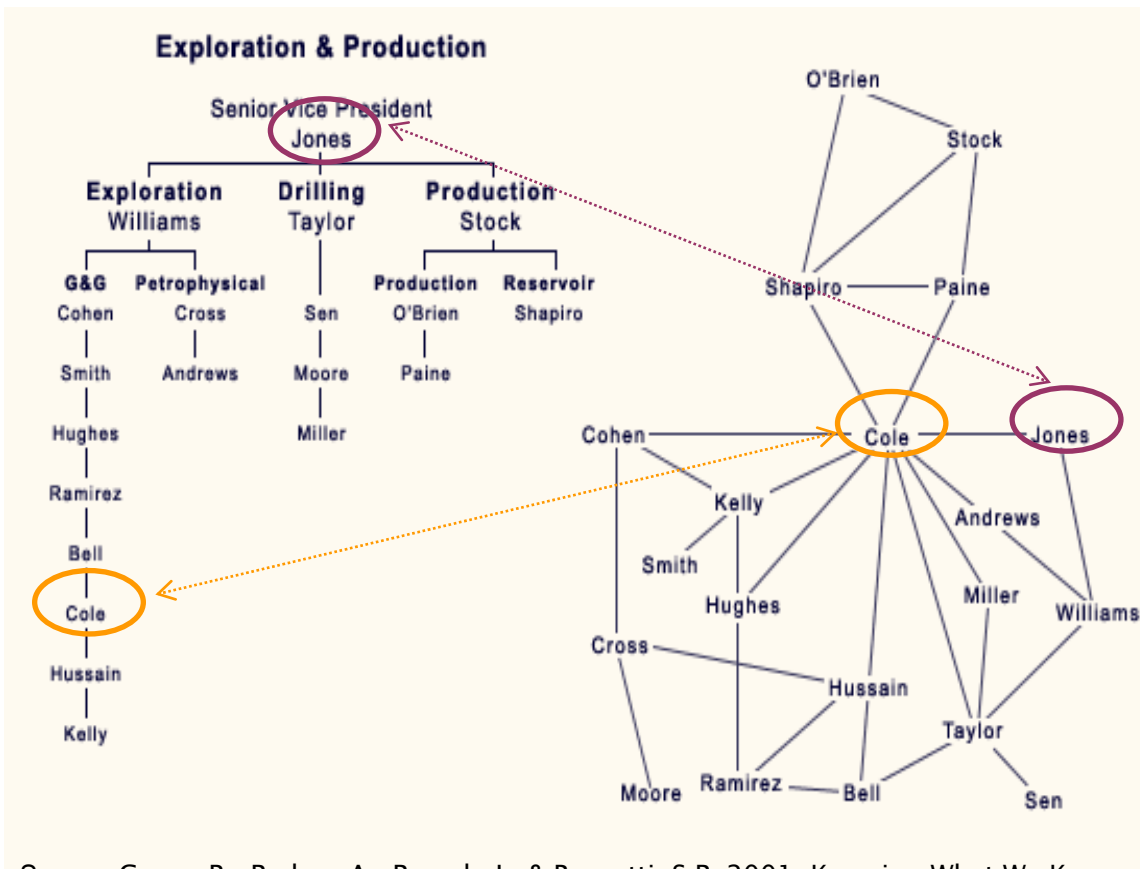 Exploration & Production
Senior Vice President
Jones
Exploration
Williams
Drilling
Taylor
Production
Stock
G&G
Cohen
Petrophysical
Cross
Sen
Production
O'Brien
Reservoir
Shapiro
Smith
Andrews
Moore
Paine
Hughes
Miller
Ramirez
Bell
Cole
Hussain
Kelly
O'Brien
Stock
Shapiro
Paine
Cohen
Cole
Jones
Kelly
Andrews
Smith
Miller
Hughes
Williams
Cross
Hussain
Taylor
Ramirez
Moore
Bell
Sen